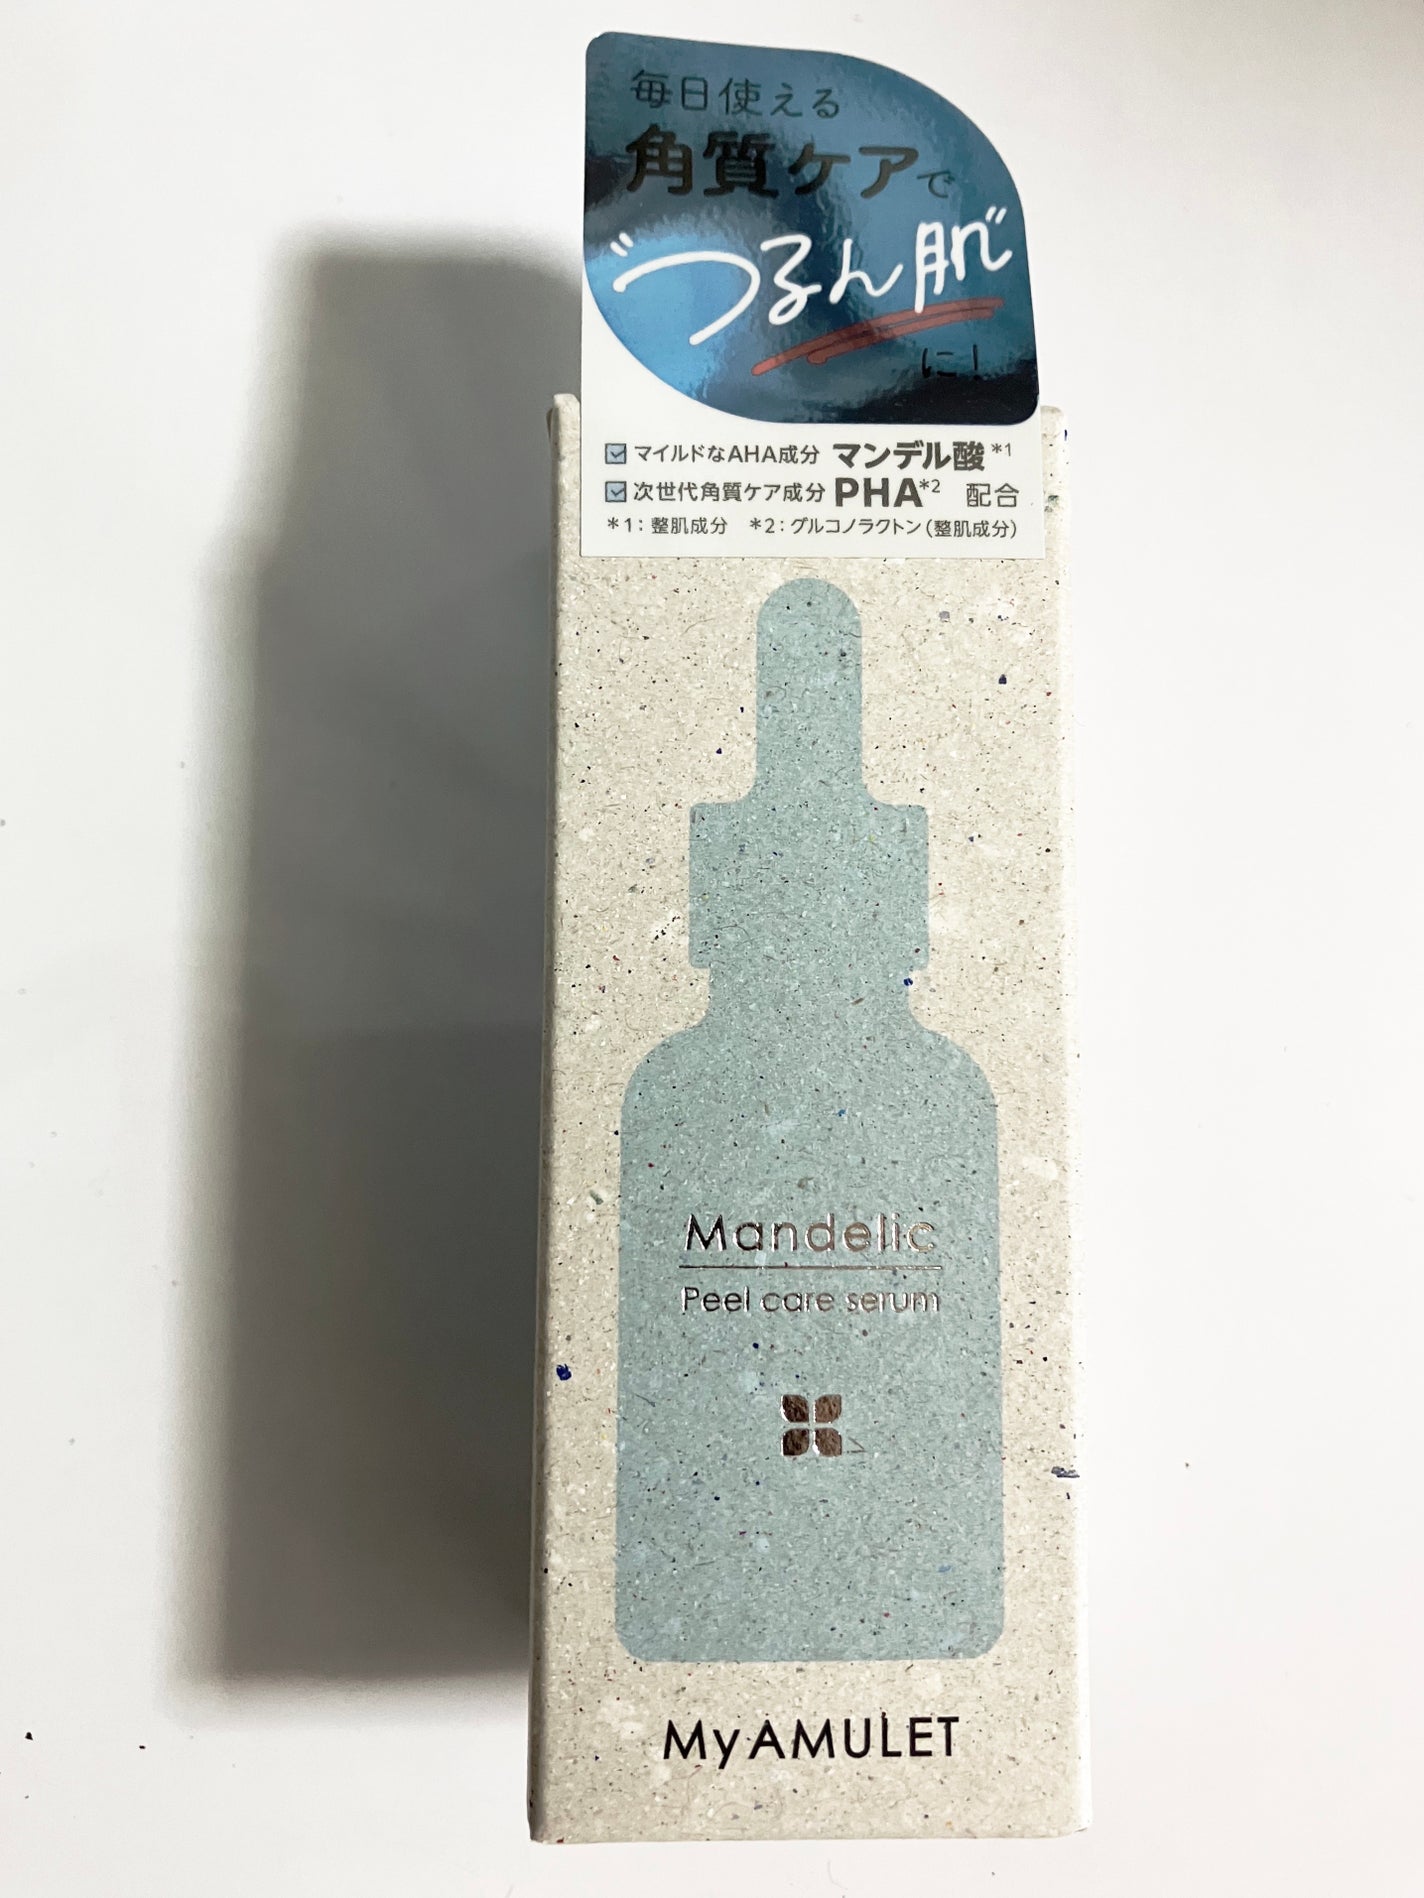 毎日使える
角質ケアで
"つるん肌"
に!
マイルドなAHA成分 マンデル酸*1
次世代角質ケア成分 PHA*2 配合
*1:整肌成分 *2:グルコノラクトン(整肌成分)
Mandelic
Peel care serum
MyAMULET